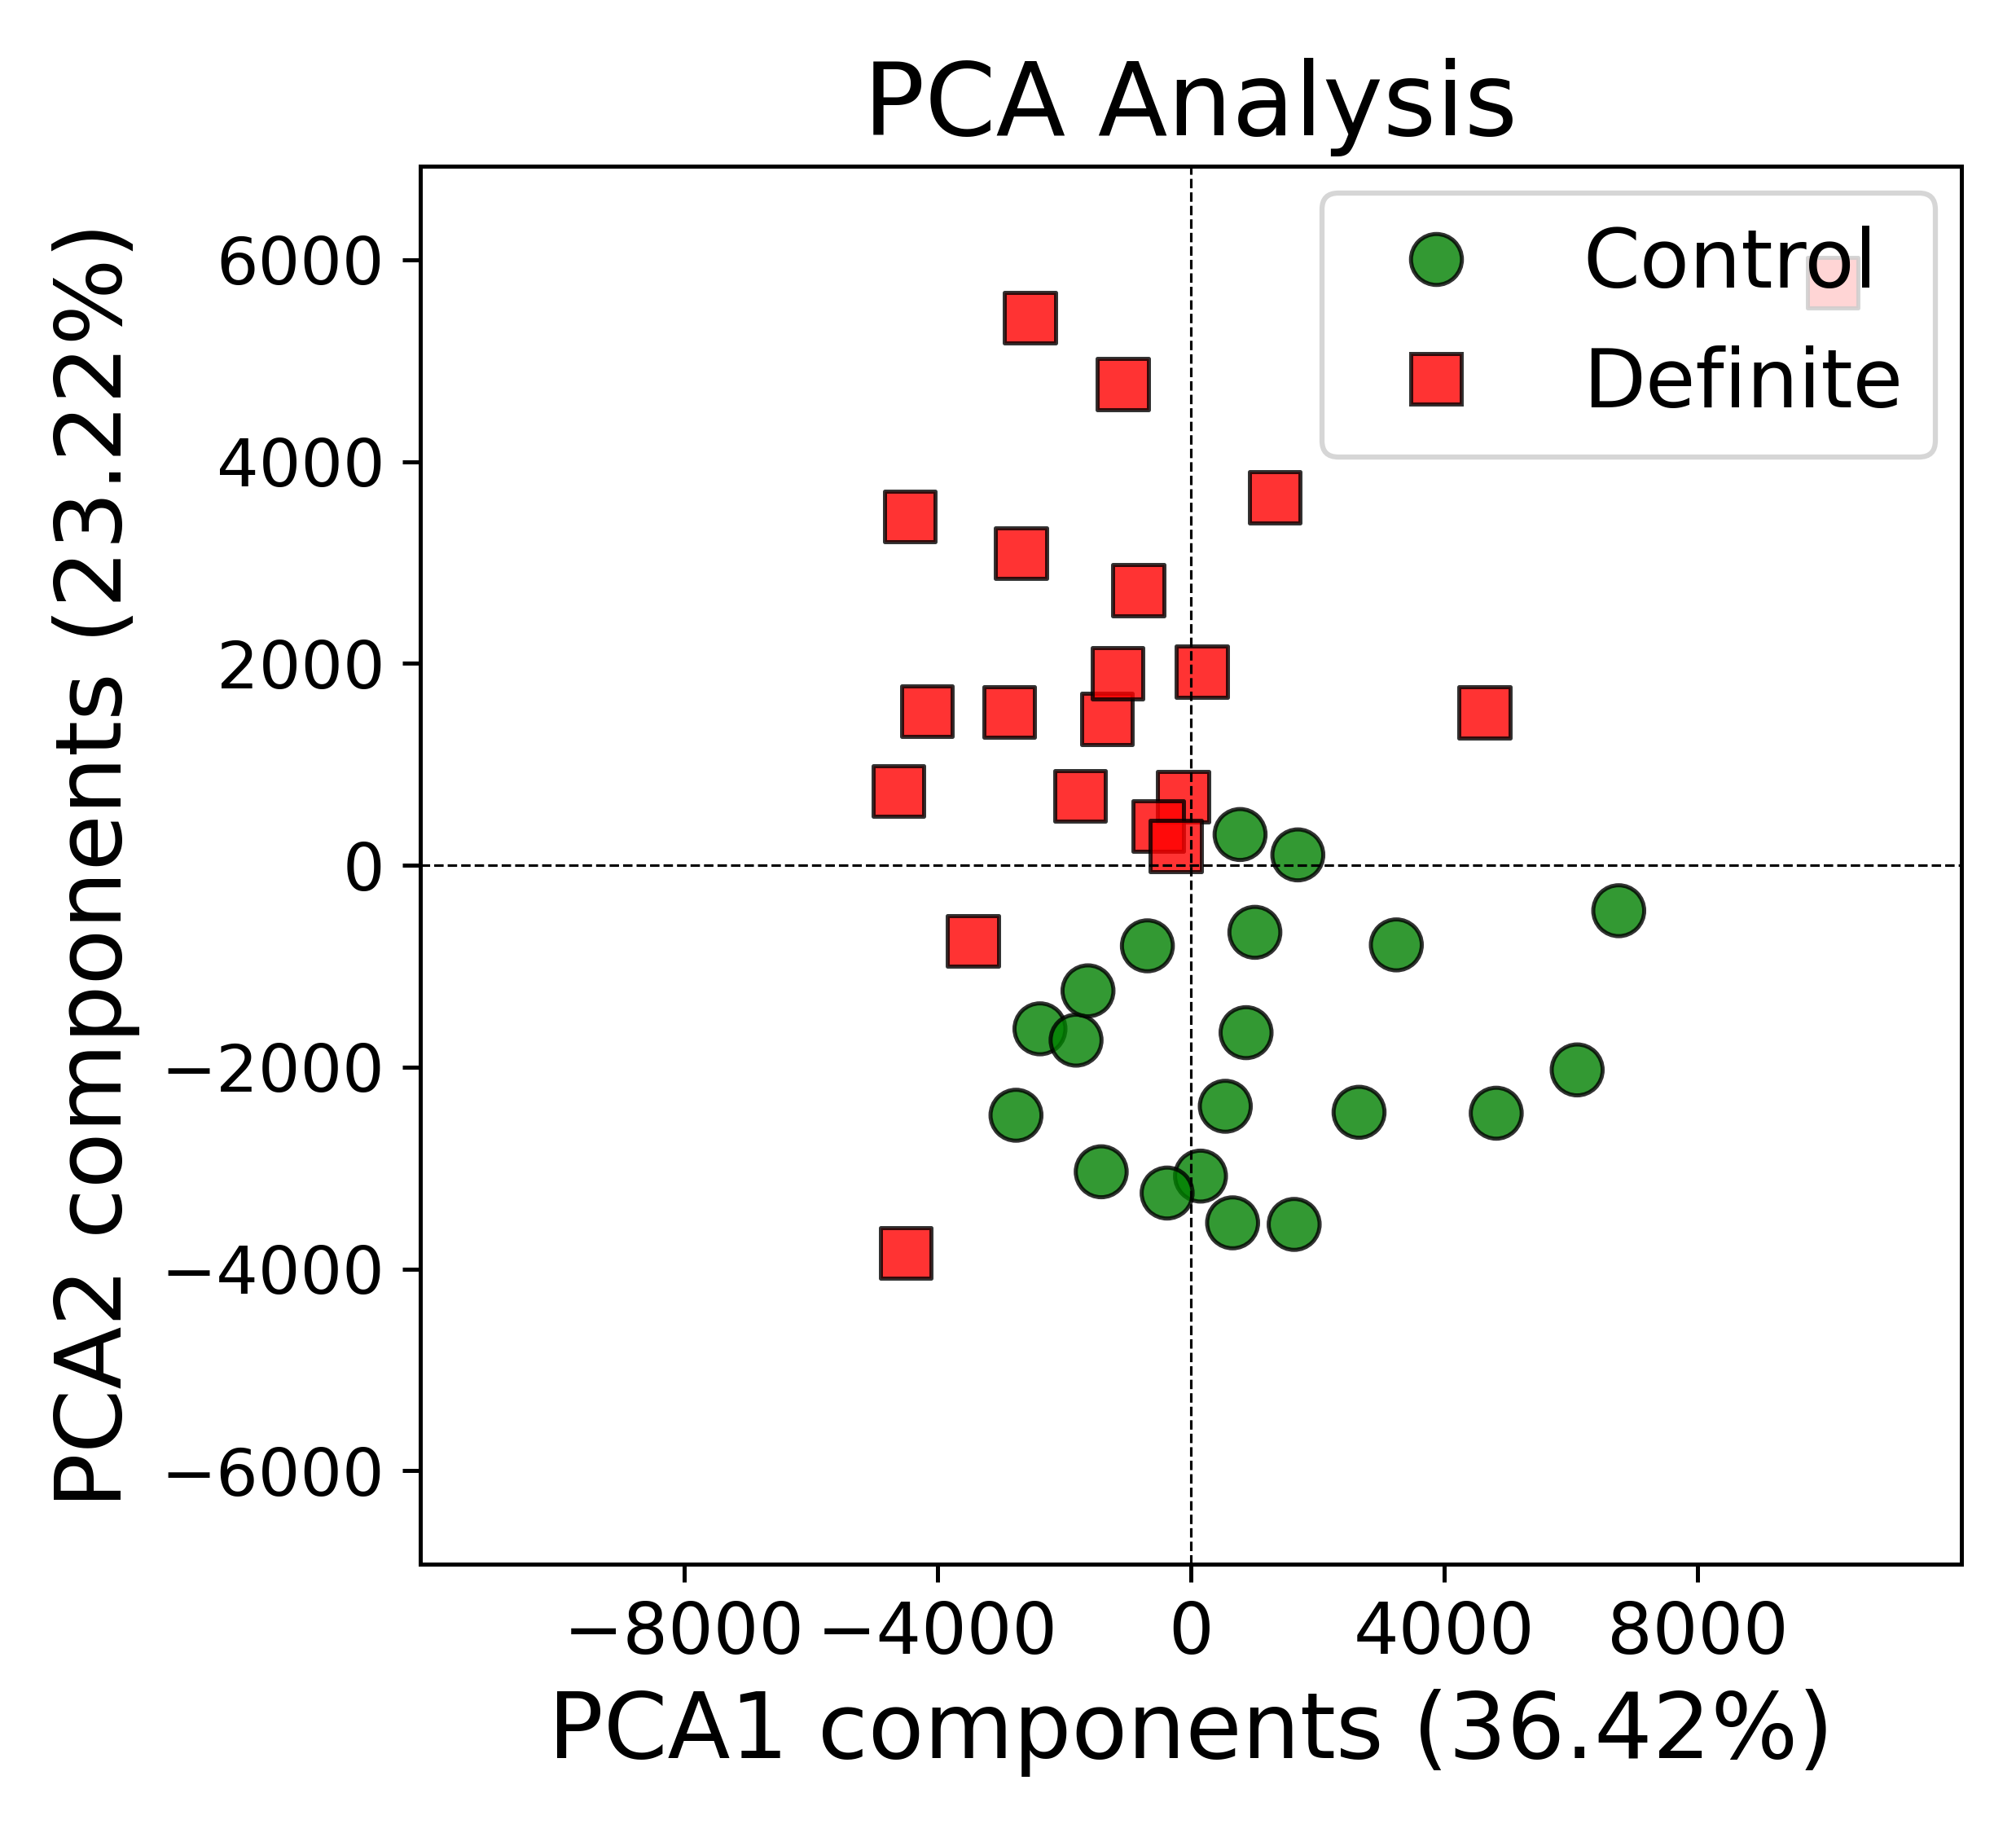 PCA Analysis
Control
Definite
6000
4000
2000
0
−2000
−4000
−6000
PCA2 components (23.22%)
−8000 −4000 0 4000 8000
PCA1 components (36.42%)